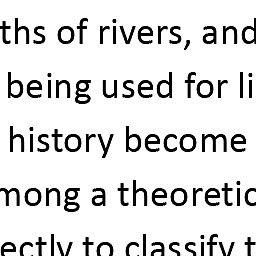 ths of rivers, and
being used for li
history become
mong a theoretic
ectly to classify t